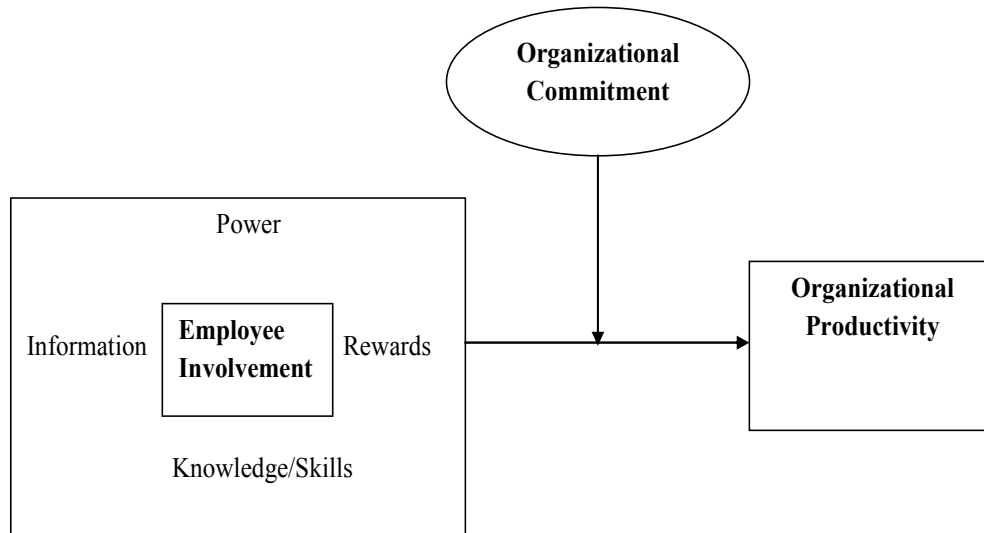 Organizational
Commitment
Power
Information
Employee
Involvement
Rewards
Knowledge/Skills
Organizational
Productivity